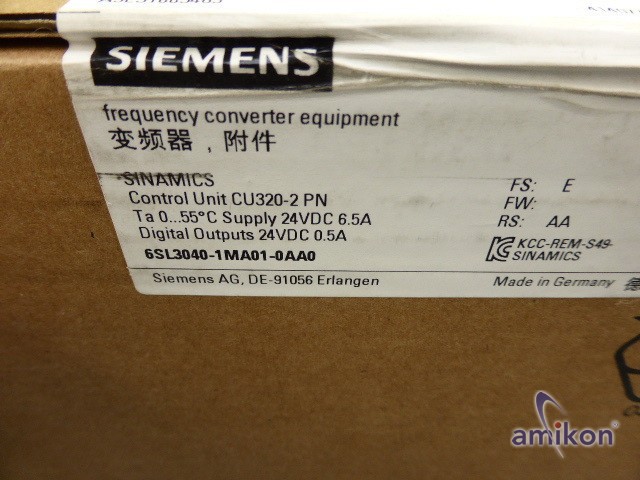 SIEMENS
frequency converter equipment
变频器，附件
SINAMICS
Control Unit CU320-2 PN
Ta 0...55°C Supply 24VDC 6.5A
Digital Outputs 24VDC 0.5A
6SL3040-1MA01-0AA0
FS: E
FW:
RS: AA
KCC-REM-S49-
SINAMICS
Siemens AG, DE-91056 Erlangen
Made in Germany
amikon